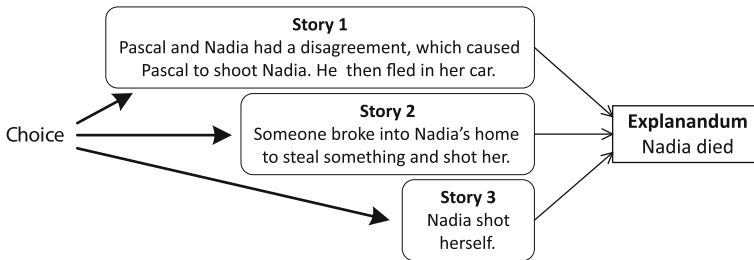 Story 1
Pascal and Nadia had a disagreement, which caused
Pascal to shoot Nadia. He then fled in her car.
Choice
Story 2
Someone broke into Nadia’s home
to steal something and shot her.
Story 3
Nadia shot
herself.
Explanandum
Nadia died